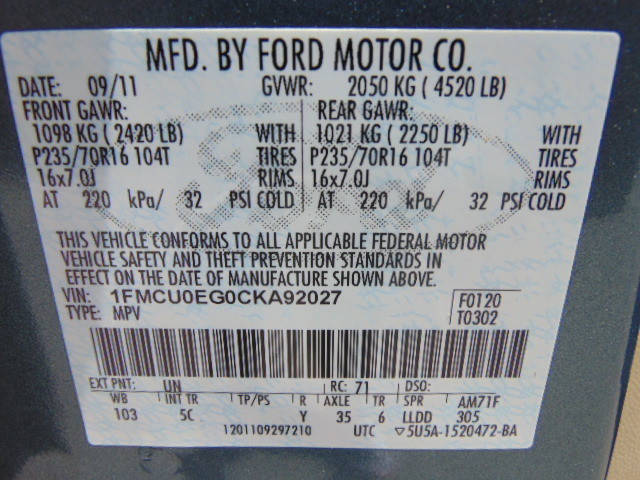 MFD. BY FORD MOTOR CO.
DATE: 09/11 GVWR: 2050 KG ( 4520 LB)
FRONT GAWR: REAR GAWR:
1098 KG ( 2420 LB) WITH 1021 KG ( 2250 LB) WITH
P235/70R16 104T TIRES P235/70R16 104T TIRES
16x7.0J RIMS 16x7.0J RIMS
AT 220 kPa/ 32 PSI COLD AT 220 kPa/ 32 PSI COLD
THIS VEHICLE CONFORMS TO ALL APPLICABLE FEDERAL MOTOR
VEHICLE SAFETY AND THEFT PREVENTION STANDARDS IN
EFFECT ON THE DATE OF MANUFACTURE SHOWN ABOVE.
VIN: 1FMCU0EG0CKA92027 F0120
TYPE: MPV T0302
EXT PNT: UN RC: 71 DSO:
WB INT TR TP/PS R AXLE TR SPR AM71F
103 5C Y 35 6 LLDD 305
1201109297210 UTC ▽5U5A-1520472-BA